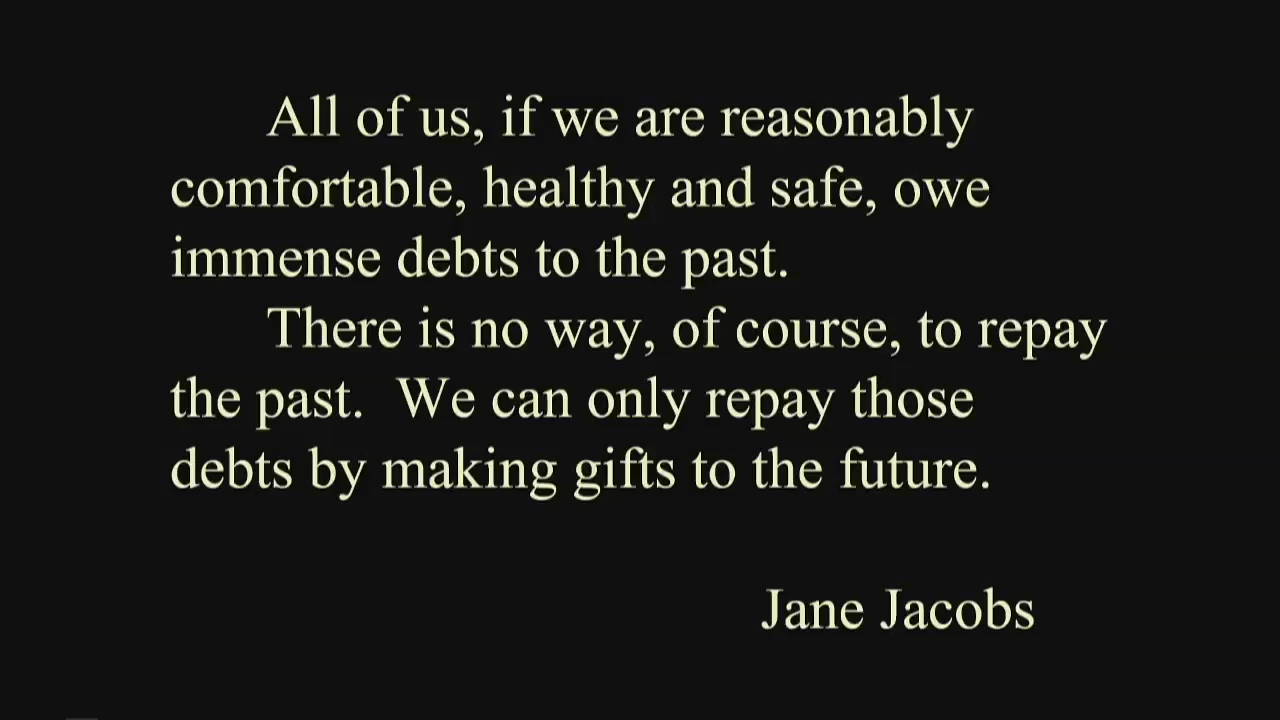 All of us, if we are reasonably
comfortable, healthy and safe, owe
immense debts to the past.
There is no way, of course, to repay
the past.  We can only repay those
debts by making gifts to the future.
Jane Jacobs